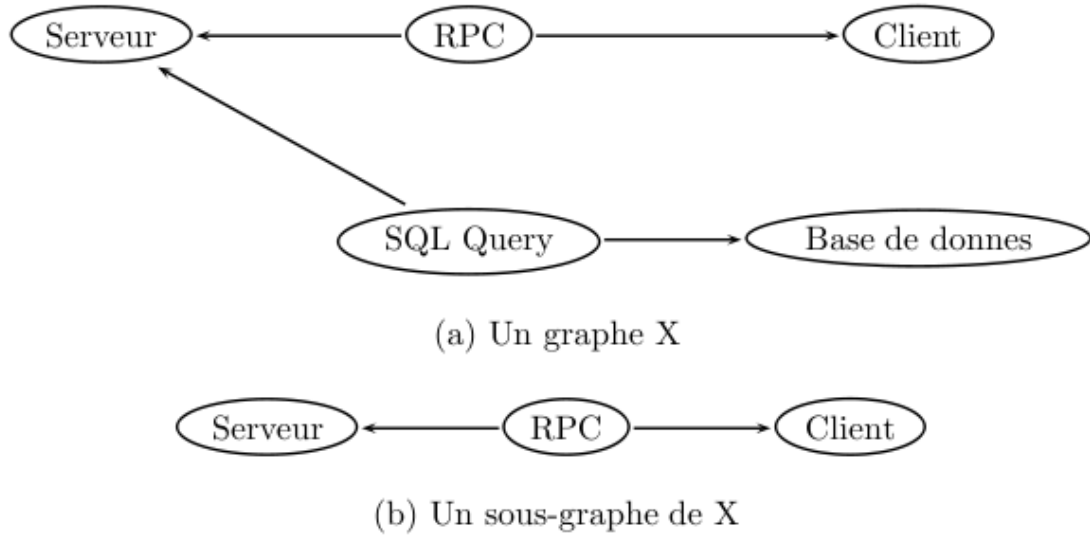 Serveur RPC Client
SQL Query Base de donnes
(a) Un graphe X
Serveur RPC Client
(b) Un sous-graphe de X